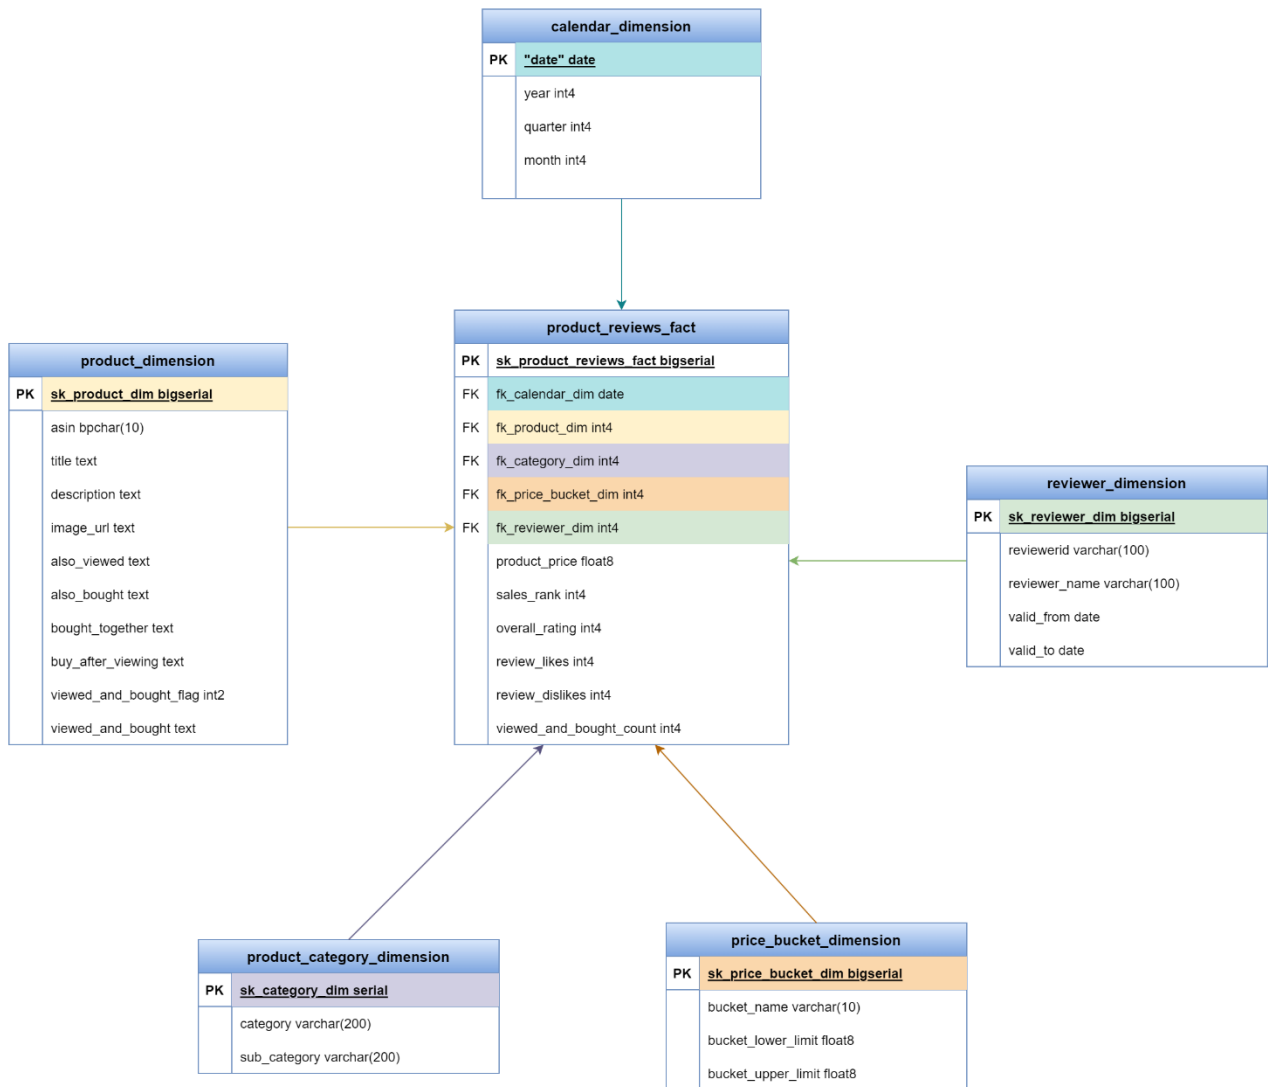 calendar_dimension
PK "date" date
year int4
quarter int4
month int4
product_reviews_fact
PK sk_product_reviews_fact bigserial
FK fk_calendar_dim date
FK fk_product_dim int4
FK fk_category_dim int4
FK fk_price_bucket_dim int4
FK fk_reviewer_dim int4
product_price float8
sales_rank int4
overall_rating int4
review_likes int4
review_dislikes int4
viewed_and_bought_count int4
product_dimension
PK sk_product_dim bigserial
asin bpchar(10)
title text
description text
image_url text
also_viewed text
also_bought text
bought_together text
buy_after_viewing text
viewed_and_bought_flag int2
viewed_and_bought text
reviewer_dimension
PK sk_reviewer_dim bigserial
reviewerid varchar(100)
reviewer_name varchar(100)
valid_from date
valid_to date
product_category_dimension
PK sk_category_dim serial
category varchar(200)
sub_category varchar(200)
price_bucket_dimension
PK sk_price_bucket_dim bigserial
bucket_name varchar(10)
bucket_lower_limit float8
bucket_upper_limit float8